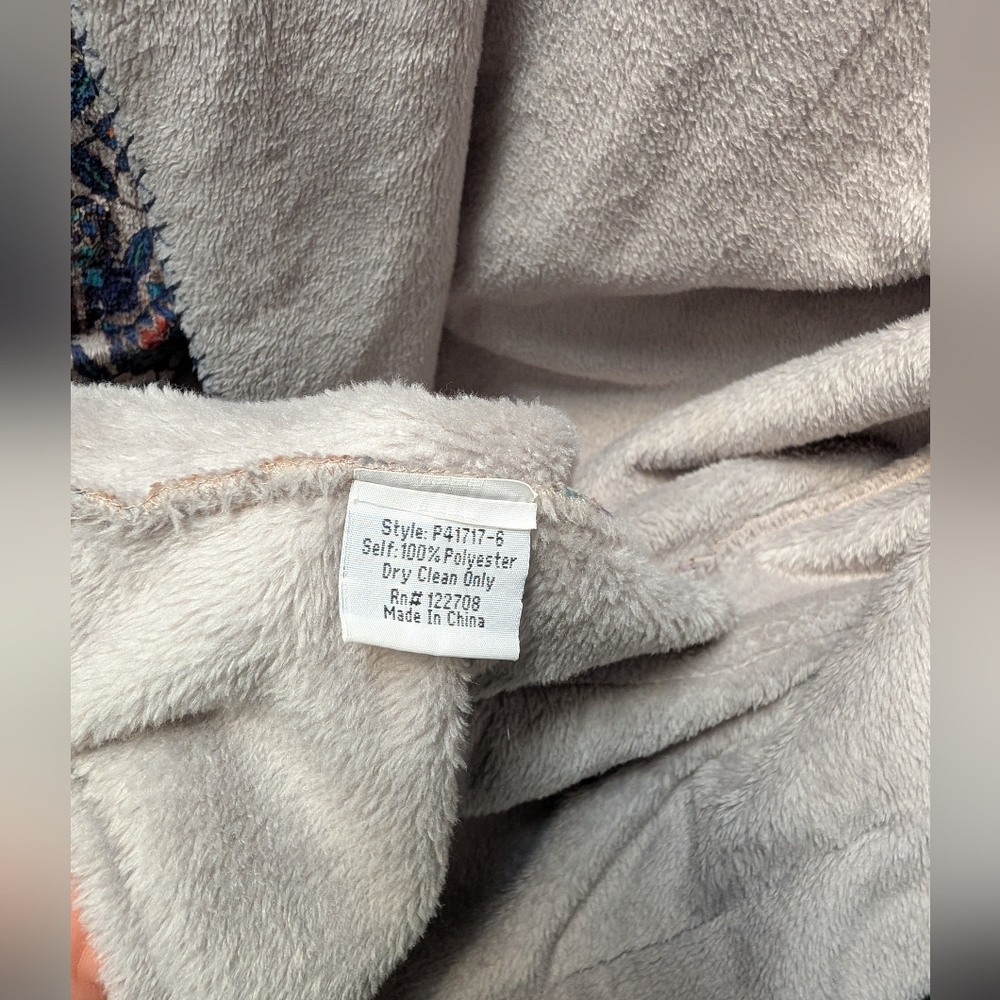 Style: P41717-6
Self: 100% Polyester
Dry Clean Only
Rn# 122708
Made In China